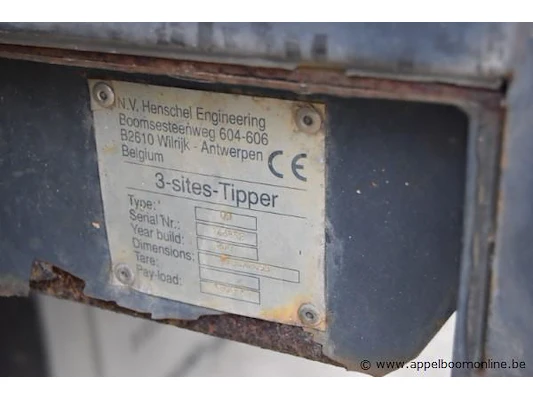 N.V. Henschel Engineering
Boomsesteenweg 604-606
B2610 Wilrijk - Antwerpen
Belgium
CE
3-sites-Tipper
Type:
Serial Nr.:
Year build:
Dimensions:
Tare:
Pay-load:
www.appelboomonline.be